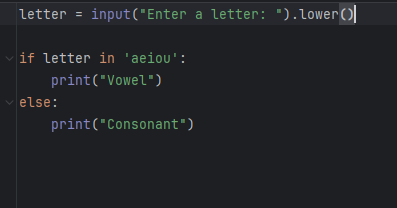 letter = input("Enter a letter: ").lower()
if letter in 'aeiou':
    print("Vowel")
else:
    print("Consonant")